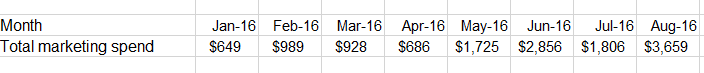 Month Jan-16 Feb-16 Mar-16 Apr-16 May-16 Jun-16 Jul-16 Aug-16
Total marketing spend $649 $989 $928 $686 $1,725 $2,856 $1,806 $3,659